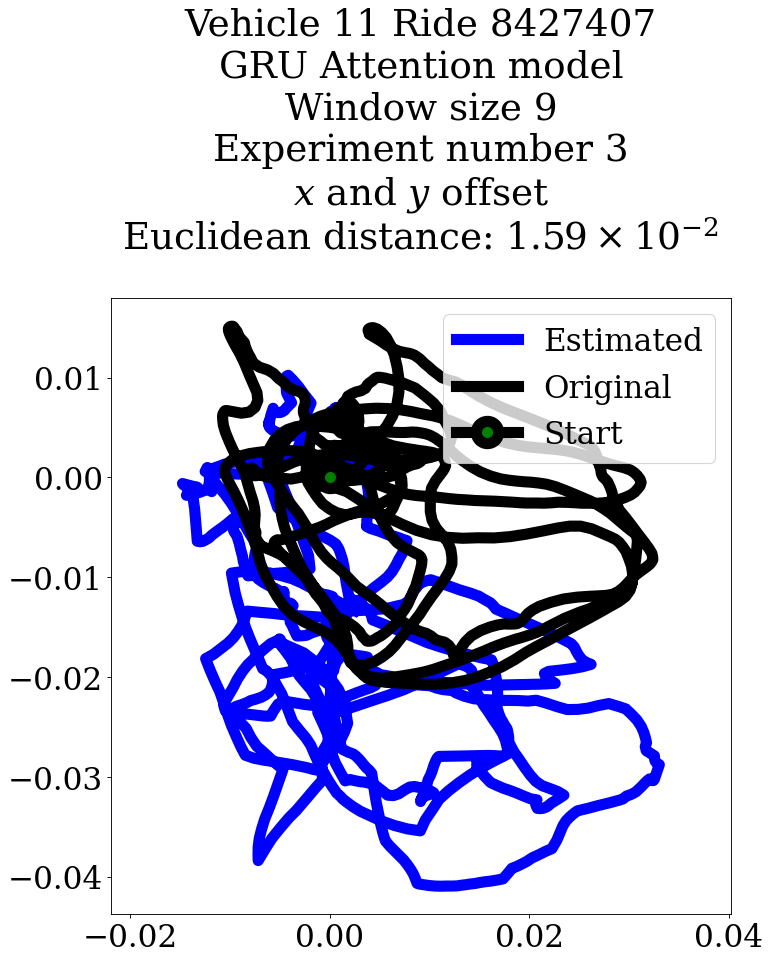 Vehicle 11 Ride 8427407
GRU Attention model
Window size 9
Experiment number 3
x and y offset
Euclidean distance: 1.59 × 10⁻²
Estimated
Original
Start
0.01
0.00
−0.01
−0.02
−0.03
−0.04
−0.02 0.00 0.02 0.04